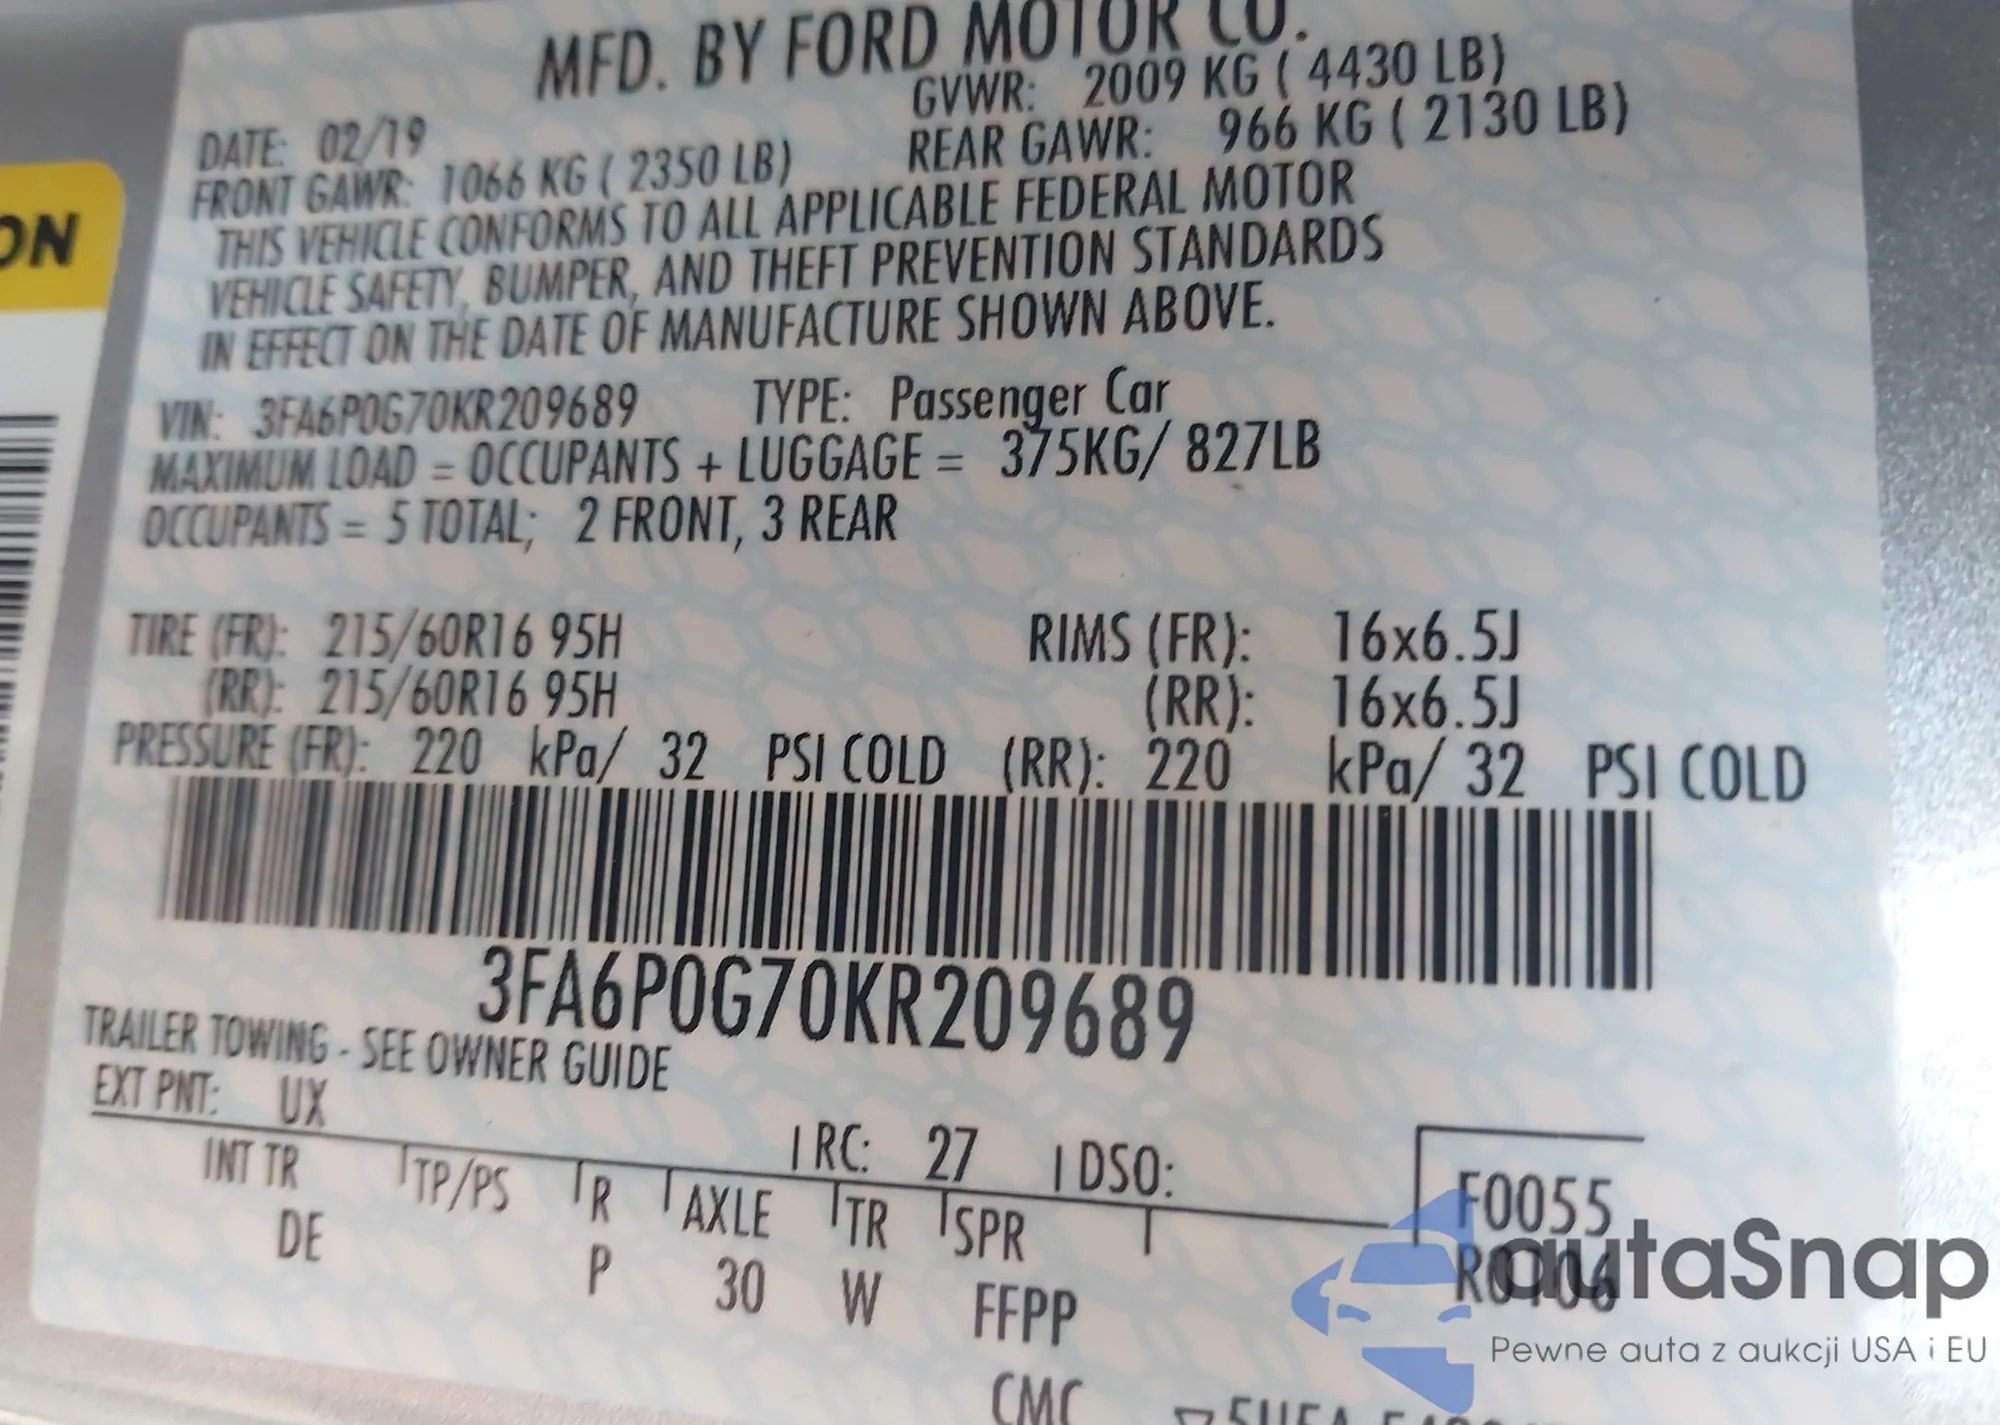 MFD. BY FORD MOTOR CO.
DATE: 02/19 GVWR: 2009 KG ( 4430 LB)
FRONT GAWR: 1066 KG ( 2350 LB) REAR GAWR: 966 KG ( 2130 LB)
THIS VEHICLE CONFORMS TO ALL APPLICABLE FEDERAL MOTOR
VEHICLE SAFETY, BUMPER, AND THEFT PREVENTION STANDARDS
IN EFFECT ON THE DATE OF MANUFACTURE SHOWN ABOVE.
VIN: 3FA6P0G70KR209689 TYPE: Passenger Car
MAXIMUM LOAD = OCCUPANTS + LUGGAGE = 375KG/ 827LB
OCCUPANTS = 5 TOTAL; 2 FRONT, 3 REAR
TIRE (FR): 215/60R16 95H RIMS (FR): 16x6.5J
(RR): 215/60R16 95H (RR): 16x6.5J
PRESSURE (FR): 220 kPa/ 32 PSI COLD (RR): 220 kPa/ 32 PSI COLD
3FA6P0G70KR209689
TRAILER TOWING - SEE OWNER GUIDE
EXT PNT: UX RC: 27 DSO:
INT TR TP/PS R AXLE TR SPR F0055
DE P 30 W FFPP R0106
CMC
ON
autaSnap
Pewne auta z aukcji USA i EU